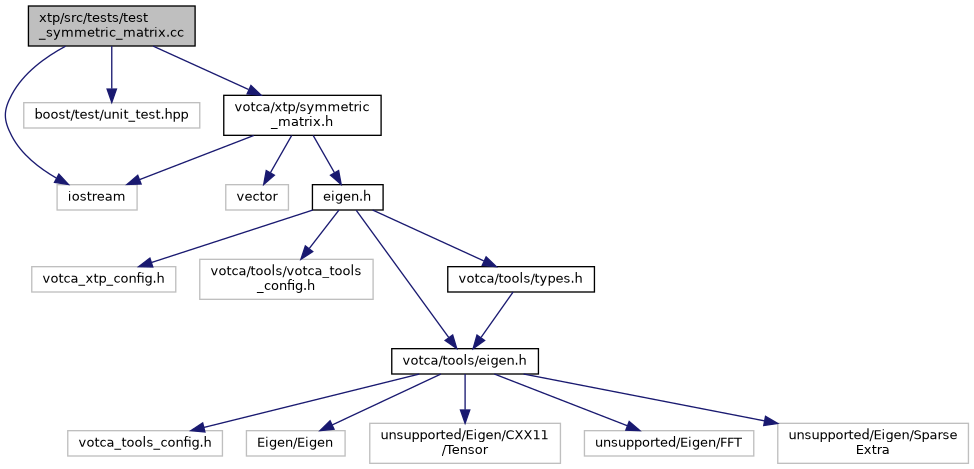 xtp/src/tests/test
_symmetric_matrix.cc
boost/test/unit_test.hpp
votca/xtp/symmetric
_matrix.h
iostream
vector
eigen.h
votca_xtp_config.h
votca/tools/votca_tools
_config.h
votca/tools/types.h
votca/tools/eigen.h
votca_tools_config.h
Eigen/Eigen
unsupported/Eigen/CXX11
/Tensor
unsupported/Eigen/FFT
unsupported/Eigen/Sparse
Extra